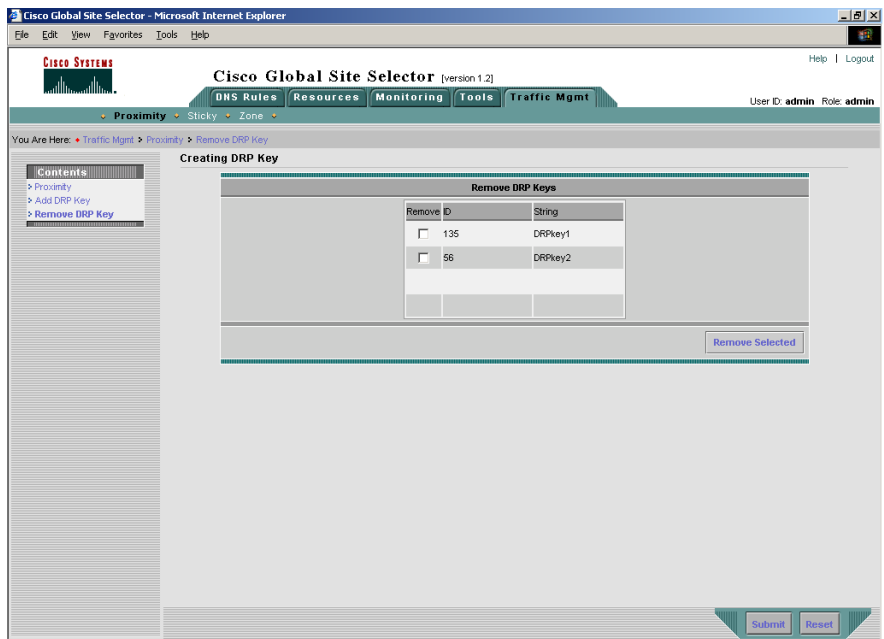 Cisco Global Site Selector - Microsoft Internet Explorer
File Edit View Favorites Tools Help
CISCO SYSTEMS
Help | Logout
Cisco Global Site Selector [version 1.2]
DNS Rules Resources Monitoring Tools Traffic Mgmt
User ID: admin Role: admin
Proximity Sticky Zone
You Are Here: Traffic Mgmt > Proximity > Remove DRP Key
Creating DRP Key
Contents
> Proximity
> Add DRP Key
> Remove DRP Key
Remove DRP Keys
Remove ID String
135 DRPkey1
56 DRPkey2
Remove Selected
Submit Reset